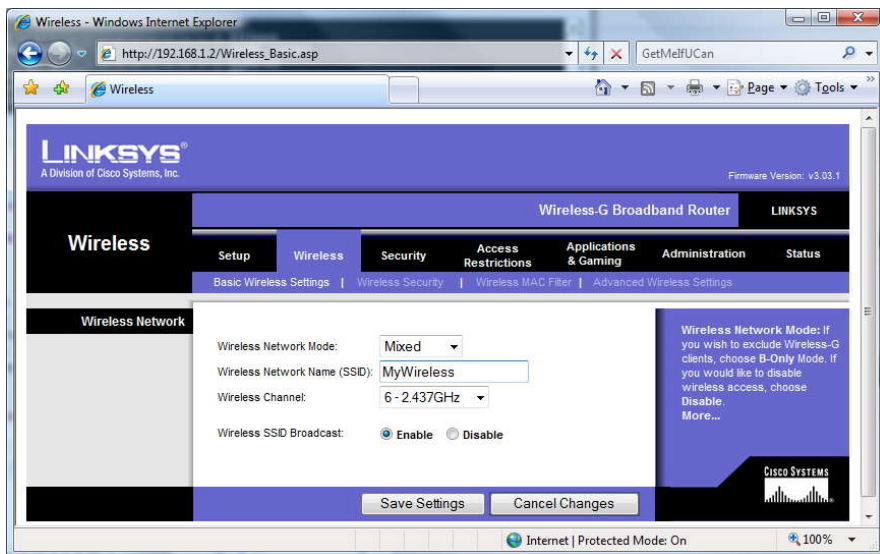 Wireless - Windows Internet Explorer
http://192.168.1.2/Wireless_Basic.asp
GetMeIfUCan
Wireless
Page
Tools
LINKSYS®
A Division of Cisco Systems, Inc.
Firmware Version: v3.03.1
Wireless-G Broadband Router
LINKSYS
Wireless
Setup
Wireless
Security
Access Restrictions
Applications & Gaming
Administration
Status
Basic Wireless Settings | Wireless Security | Wireless MAC Filter | Advanced Wireless Settings
Wireless Network
Wireless Network Mode: Mixed
Wireless Network Name (SSID): MyWireless
Wireless Channel: 6 - 2.437GHz
Wireless SSID Broadcast: Enable Disable
Wireless Network Mode: If
you wish to exclude Wireless-G
clients, choose B-Only Mode. If
you would like to disable
wireless access, choose
Disable.
More...
CISCO SYSTEMS
Save Settings
Cancel Changes
Internet | Protected Mode: On
100%